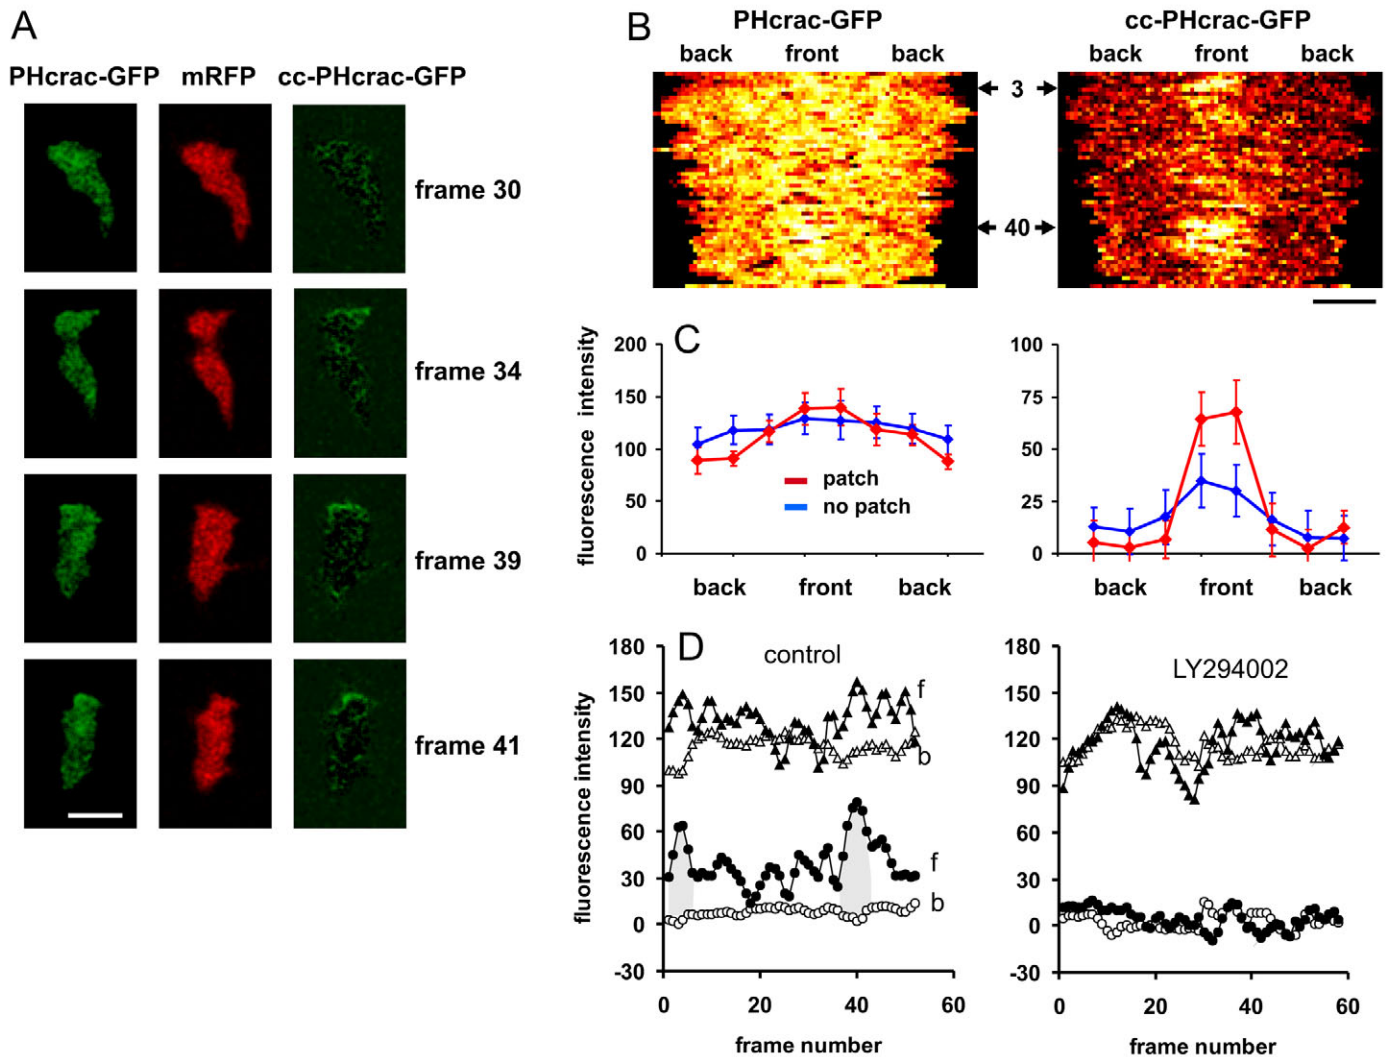 A
PHcrac-GFP mRFP cc-PHcrac-GFP
frame 30
frame 34
frame 39
frame 41
B
PHcrac-GFP cc-PHcrac-GFP
back front back back front back
3
40
C
fluorescence intensity
200
150
100
50
0
patch
no patch
back front back
100
75
50
25
0
back front back
D
control
fluorescence intensity
180
150
120
90
60
30
0
-30
f
b
f
b
0 20 40 60
frame number
LY294002
180
150
120
90
60
30
0
-30
0 20 40 60
frame number